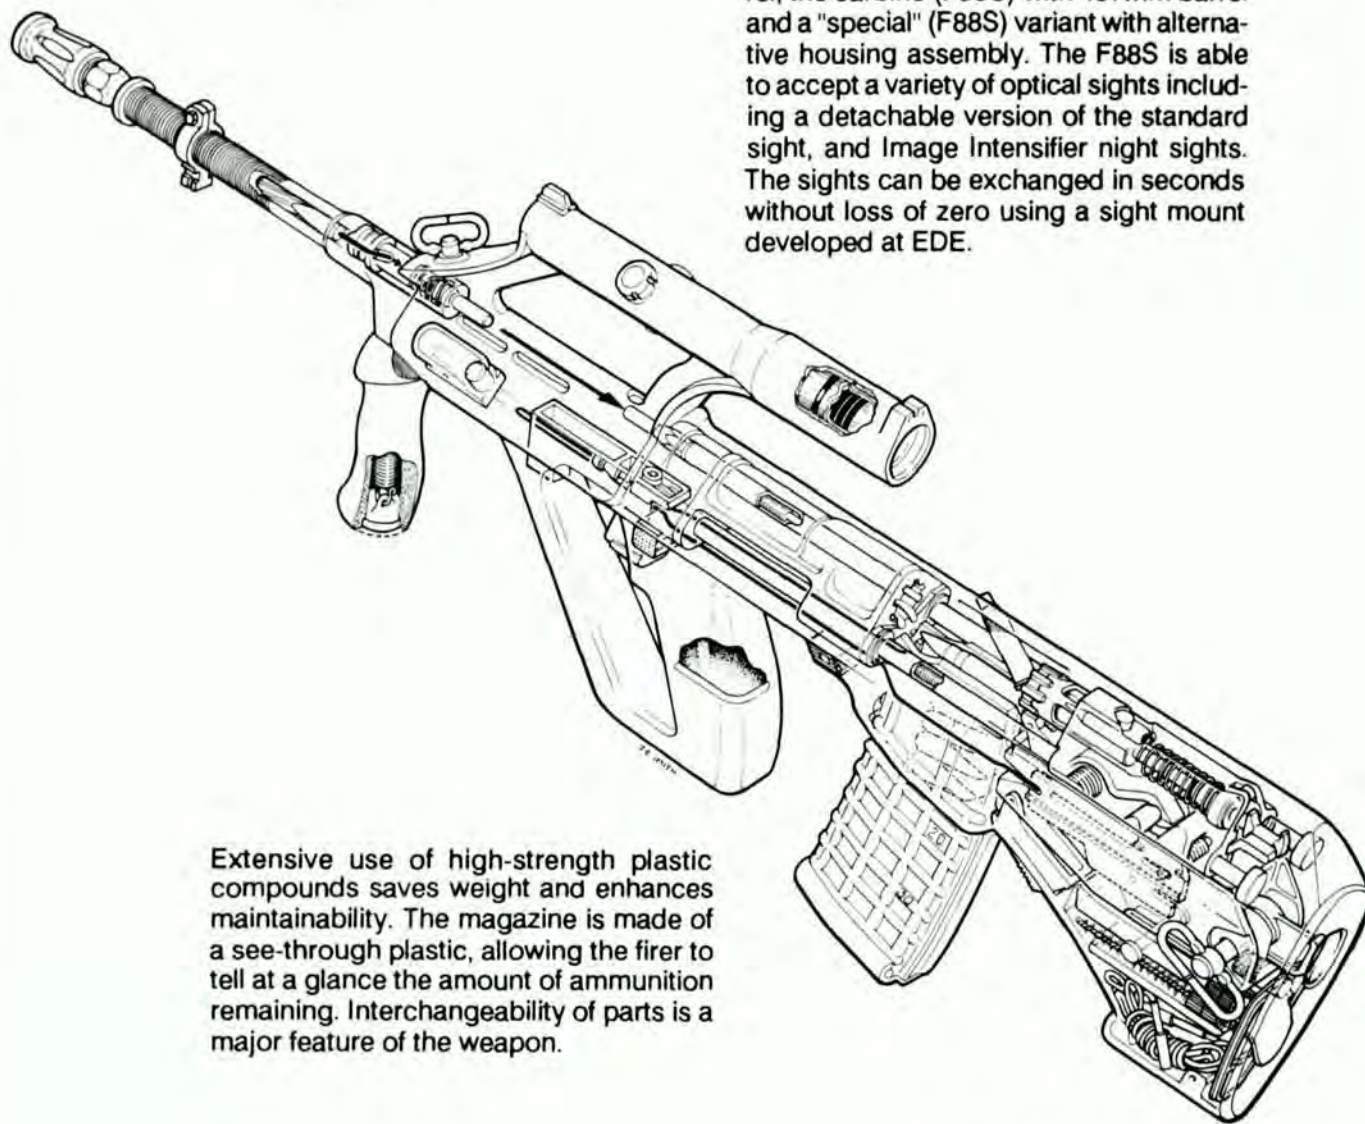 and a "special" (F88S) variant with alterna-
tive housing assembly. The F88S is able
to accept a variety of optical sights includ-
ing a detachable version of the standard
sight, and Image Intensifier night sights.
The sights can be exchanged in seconds
without loss of zero using a sight mount
developed at EDE.
20
Extensive use of high-strength plastic
compounds saves weight and enhances
maintainability. The magazine is made of
a see-through plastic, allowing the firer to
tell at a glance the amount of ammunition
remaining. Interchangeability of parts is a
major feature of the weapon.